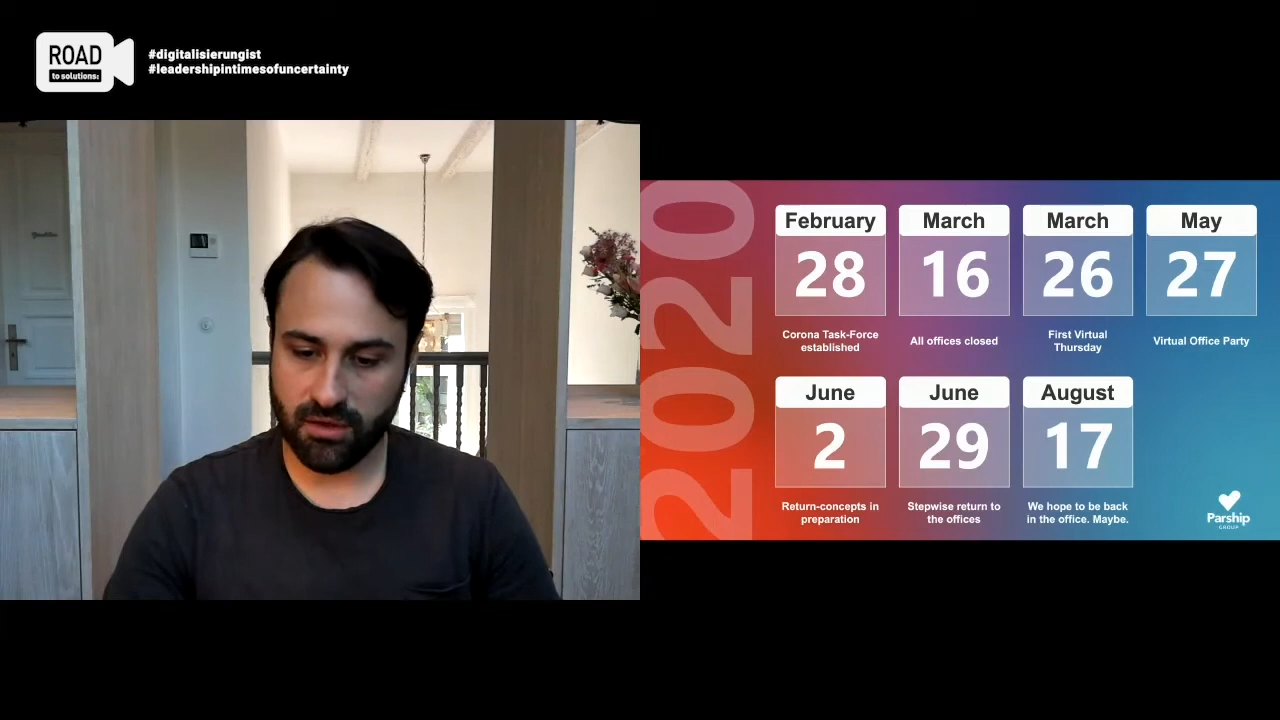 ROAD
to solutions:
#digitalisierungist
#leadershipintimesofuncertainty
2020
February
28
Corona Task-Force
established
March
16
All offices closed
March
26
First Virtual
Thursday
May
27
Virtual Office Party
June
2
Return-concepts in
preparation
June
29
Stepwise return to
the offices
August
17
We hope to be back
in the office. Maybe.
Parship
GROUP